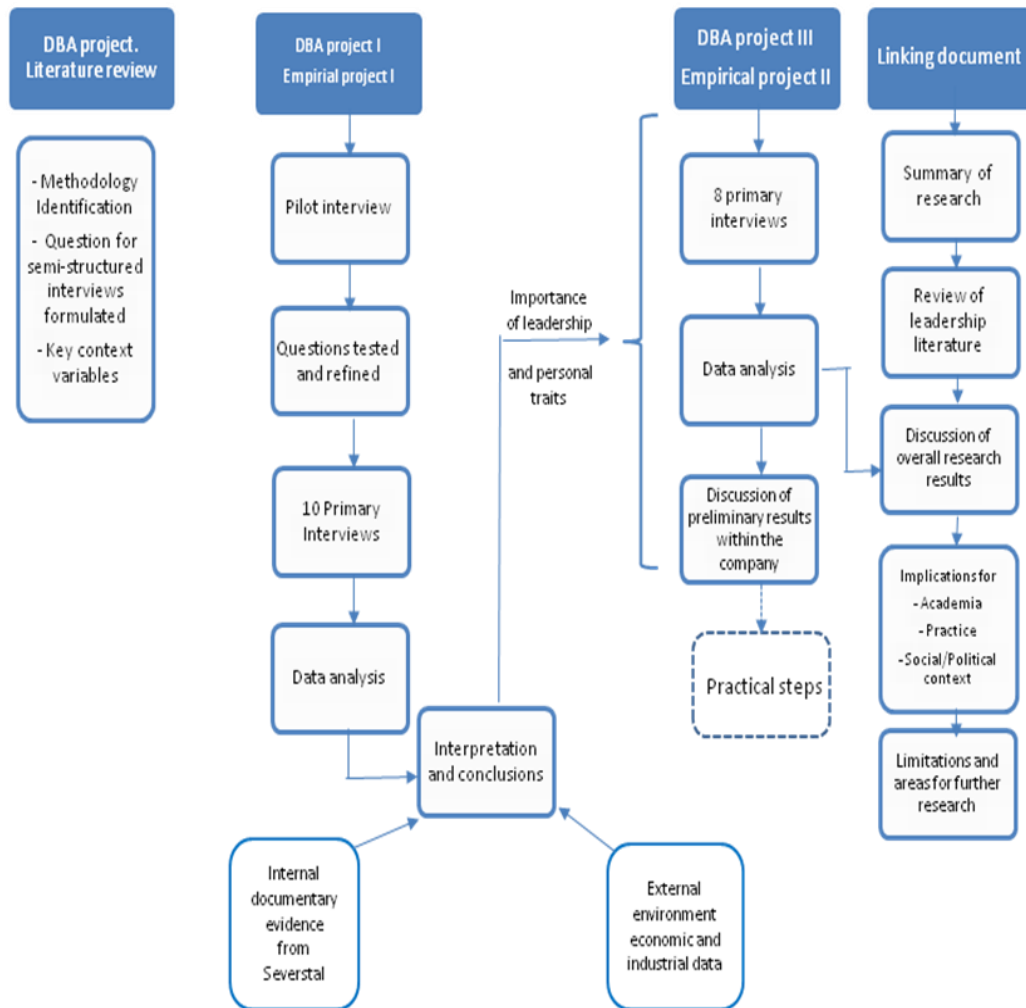 DBA project.
Literature review
- Methodology
Identification
- Question for
semi-structured
interviews
formulated
- Key context
variables
DBA project I
Empirial project I
Pilot interview
Questions tested
and refined
10 Primary
Interviews
Data analysis
Interpretation
and conclusions
Internal
documentary
evidence
from
Severstal
External
environment
economic and
industrial data
Importance
of leadership
and personal
traits
DBA project III
Empirical project II
8 primary
interviews
Data analysis
Discussion of
preliminary results
within the
company
Practical steps
Linking document
Summary of
research
Review of
leadership
literature
Discussion of
overall research
results
Implications for
- Academia
- Practice
- Social/Political
context
Limitations and
areas for further
research